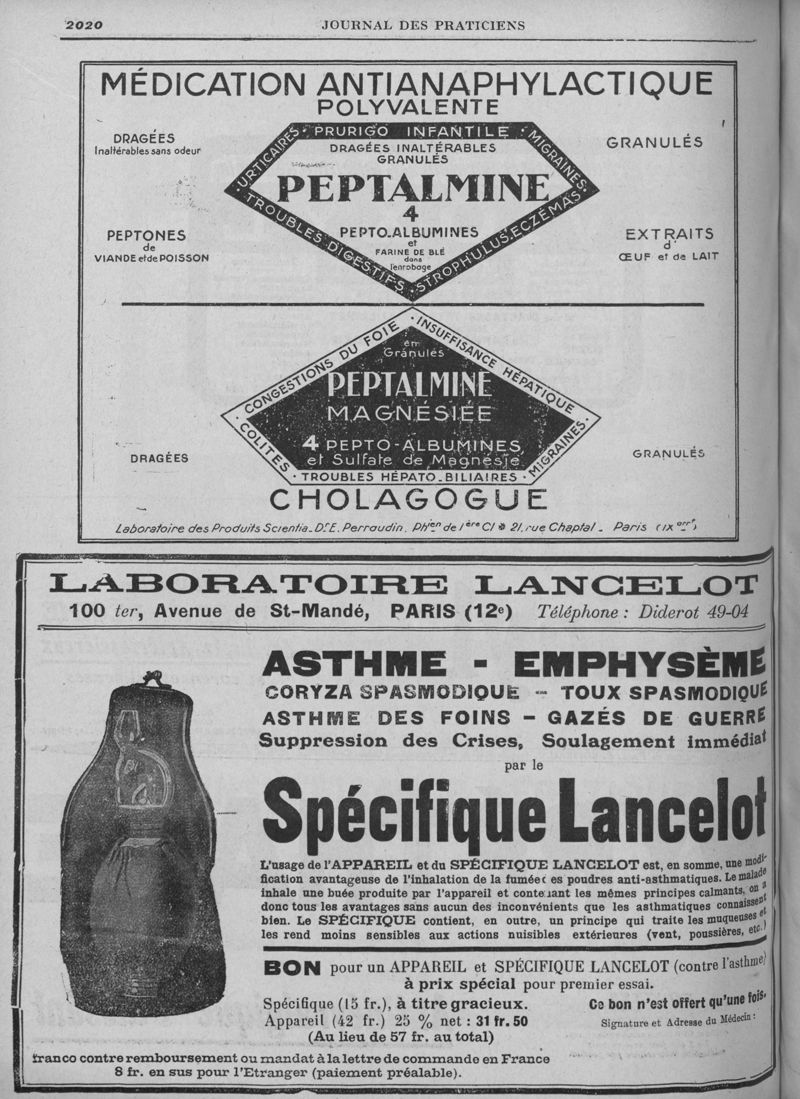 2020 JOURNAL DES PRATICIENS
MÉDICATION ANTIANAPHYLACTIQUE
POLYVALENTE
DRAGÉES
Inaltérables sans odeur
PEPTONES
de
VIANDE et de POISSON
URTICAIRES · PRURIGO INFANTILE · MIGRAINES ·
DRAGÉES INALTÉRABLES
GRANULÉS
PEPTALMINE
4
PEPTO-ALBUMINES
et
FARINE DE BLÉ
dans
l'enrobage
· TROUBLES DIGESTIFS · STROPHULUS · ECZÉMAS
GRANULÉS
EXTRAITS
d'
ŒUF et de LAIT
· CONGESTIONS DU FOIE · INSUFFISANCE HÉPATIQUE ·
en
Granulés
PEPTALMINE
MAGNÉSIÉE
4 PEPTO-ALBUMINES
et Sulfate de Magnésie
COLITES · TROUBLES HÉPATO-BILIAIRES · MIGRAINES ·
DRAGÉES
GRANULÉS
CHOLAGOGUE
Laboratoire des Produits Scientia. Dr E. Perraudin. Phien de 1ère Cl 21, rue Chaptal - Paris (IXe arrt)
LABORATOIRE LANCELOT
100 ter, Avenue de St-Mandé, PARIS (12e) Téléphone : Diderot 49-04
ASTHME - EMPHYSÈME
CORYZA SPASMODIQUE - TOUX SPASMODIQUE
ASTHME DES FOINS - GAZÉS DE GUERRE
Suppression des Crises, Soulagement immédiat
par le
Spécifique Lancelot
L'usage de l'APPAREIL et du SPÉCIFIQUE LANCELOT est, en somme, une modi-
fication avantageuse de l'inhalation de la fumée des poudres anti-asthmatiques. Le malade
inhale une buée produite par l'appareil et contenant les mêmes principes calmants, on a
donc tous les avantages sans aucun des inconvénients que les asthmatiques connaissent
bien. Le SPÉCIFIQUE contient, en outre, un principe qui traite les muqueuses et
les rend moins sensibles aux actions nuisibles extérieures (vent, poussières, etc.)
BON pour un APPAREIL et SPÉCIFIQUE LANCELOT (contre l'asthme)
à prix spécial pour premier essai.
Spécifique (15 fr.), à titre gracieux. Ce bon n'est offert qu'une fois.
Appareil (42 fr.) 25 % net : 31 fr. 50 Signature et Adresse du Médecin :
(Au lieu de 57 fr. au total)
franco contre remboursement ou mandat à la lettre de commande en France
8 fr. en sus pour l'Etranger (paiement préalable).